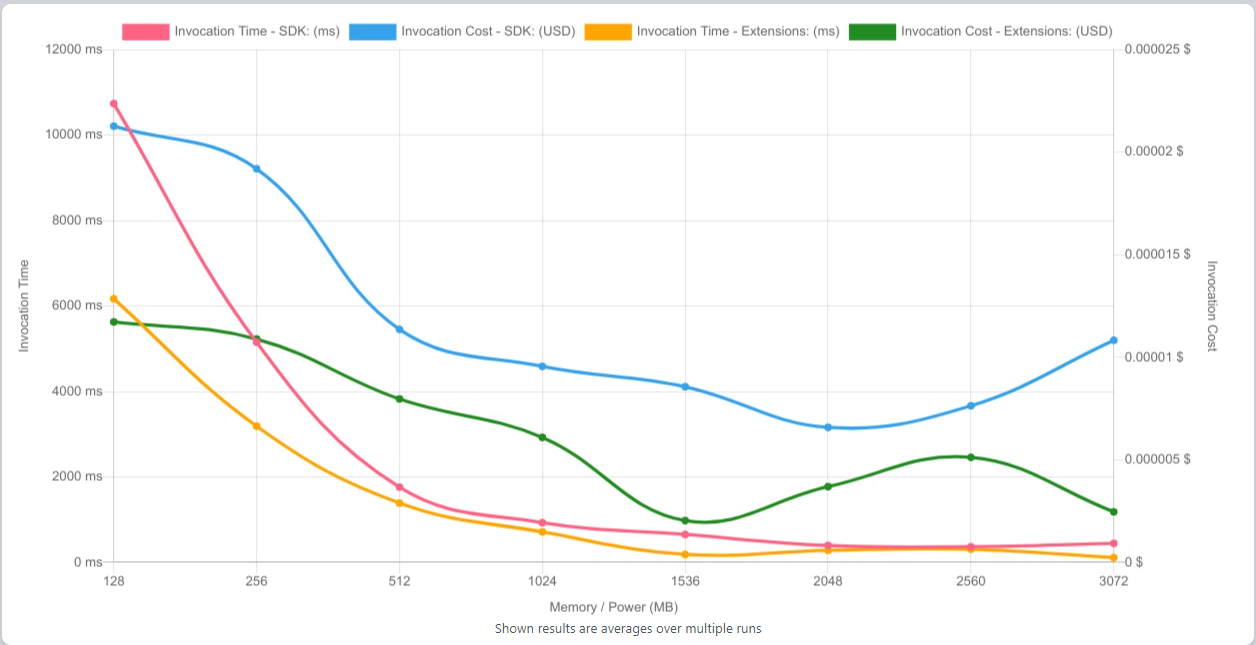 Invocation Time - SDK: (ms) Invocation Cost - SDK: (USD) Invocation Time - Extensions: (ms) Invocation Cost - Extensions: (USD)
12000 ms
10000 ms
8000 ms
6000 ms
4000 ms
2000 ms
0 ms
Invocation Time
0.000025 $
0.00002 $
0.000015 $
0.00001 $
0.000005 $
0 $
Invocation Cost
128 256 512 1024 1536 2048 2560 3072
Memory / Power (MB)
Shown results are averages over multiple runs